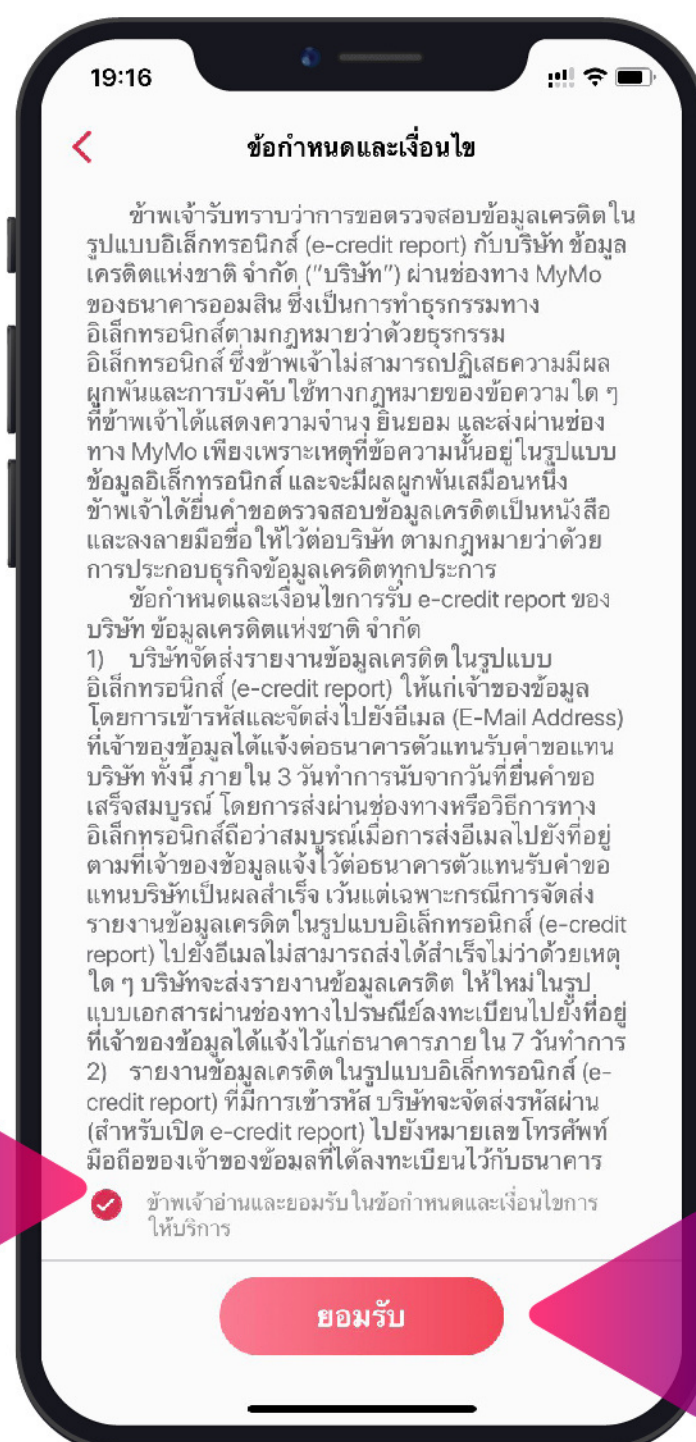 19:16
ข้อกำหนดและเงื่อนไข
ข้าพเจ้ารับทราบว่าการขอตรวจสอบข้อมูลเครดิตใน
รูปแบบอิเล็กทรอนิกส์ (e-credit report) กับบริษัท ข้อมูล
เครดิตแห่งชาติ จำกัด ("บริษัท") ผ่านช่องทาง MyMo
ของธนาคารออมสิน ซึ่งเป็นการทำธุรกรรมทาง
อิเล็กทรอนิกส์ตามกฎหมายว่าด้วยธุรกรรม
อิเล็กทรอนิกส์ ซึ่งข้าพเจ้าไม่สามารถปฏิเสธความมีผล
ผูกพันและการบังคับใช้ทางกฎหมายของข้อความใด ๆ
ที่ข้าพเจ้าได้แสดงความจำนง ยินยอม และส่งผ่านช่อง
ทาง MyMo เพียงเพราะเหตุที่ข้อความนั้นอยู่ในรูปแบบ
ข้อมูลอิเล็กทรอนิกส์ และจะมีผลผูกพันเสมือนหนึ่ง
ข้าพเจ้าได้ยื่นคำขอตรวจสอบข้อมูลเครดิตเป็นหนังสือ
และลงลายมือชื่อให้ไว้ต่อบริษัท ตามกฎหมายว่าด้วย
การประกอบธุรกิจข้อมูลเครดิตทุกประการ
ข้อกำหนดและเงื่อนไขการรับ e-credit report ของ
บริษัท ข้อมูลเครดิตแห่งชาติ จำกัด
1) บริษัทจัดส่งรายงานข้อมูลเครดิตในรูปแบบ
อิเล็กทรอนิกส์ (e-credit report) ให้แก่เจ้าของข้อมูล
โดยการเข้ารหัสและจัดส่งไปยังอีเมล (E-Mail Address)
ที่เจ้าของข้อมูลได้แจ้งต่อธนาคารตัวแทนรับคำขอแทน
บริษัท ทั้งนี้ ภายใน 3 วันทำการนับจากวันที่ยื่นคำขอ
เสร็จสมบูรณ์ โดยการส่งผ่านช่องทางหรือวิธีการทาง
อิเล็กทรอนิกส์ถือว่าสมบูรณ์เมื่อการส่งอีเมลไปยังที่อยู่
ตามที่เจ้าของข้อมูลแจ้งไว้ต่อธนาคารตัวแทนรับคำขอ
แทนบริษัทเป็นผลสำเร็จ เว้นแต่เฉพาะกรณีการจัดส่ง
รายงานข้อมูลเครดิตในรูปแบบอิเล็กทรอนิกส์ (e-credit
report) ไปยังอีเมลไม่สามารถส่งได้สำเร็จไม่ว่าด้วยเหตุ
ใด ๆ บริษัทจะส่งรายงานข้อมูลเครดิต ให้ใหม่ในรูป
แบบเอกสารผ่านช่องทางไปรษณีย์ลงทะเบียนไปยังที่อยู่
ที่เจ้าของข้อมูลได้แจ้งไว้แก่ธนาคารภายใน 7 วันทำการ
2) รายงานข้อมูลเครดิตในรูปแบบอิเล็กทรอนิกส์ (e-
credit report) ที่มีการเข้ารหัส บริษัทจะจัดส่งรหัสผ่าน
(สำหรับเปิด e-credit report) ไปยังหมายเลขโทรศัพท์
มือถือของเจ้าของข้อมูลที่ได้ลงทะเบียนไว้กับธนาคาร
ข้าพเจ้าอ่านและยอมรับในข้อกำหนดและเงื่อนไขการ
ให้บริการ
ยอมรับ